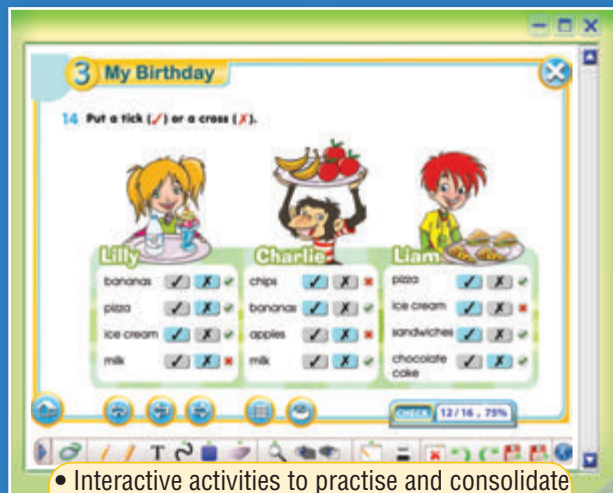 3 My Birthday
14 Put a tick (✓) or a cross (✗).
Lilly Charlie Liam
bananas ✓ ✗ ✓ chips ✓ ✗ ✗ pizza ✓ ✗ ✓
pizza ✓ ✗ ✓ bananas ✓ ✗ ✓ ice cream ✓ ✗ ✗
ice cream ✓ ✗ ✓ apples ✓ ✗ ✗ sandwiches ✓ ✗ ✓
milk ✓ ✗ ✗ milk ✓ ✗ ✓ chocolate cake ✓ ✗ ✓
CHECK 12/16 , 75%
T
• Interactive activities to practise and consolidate